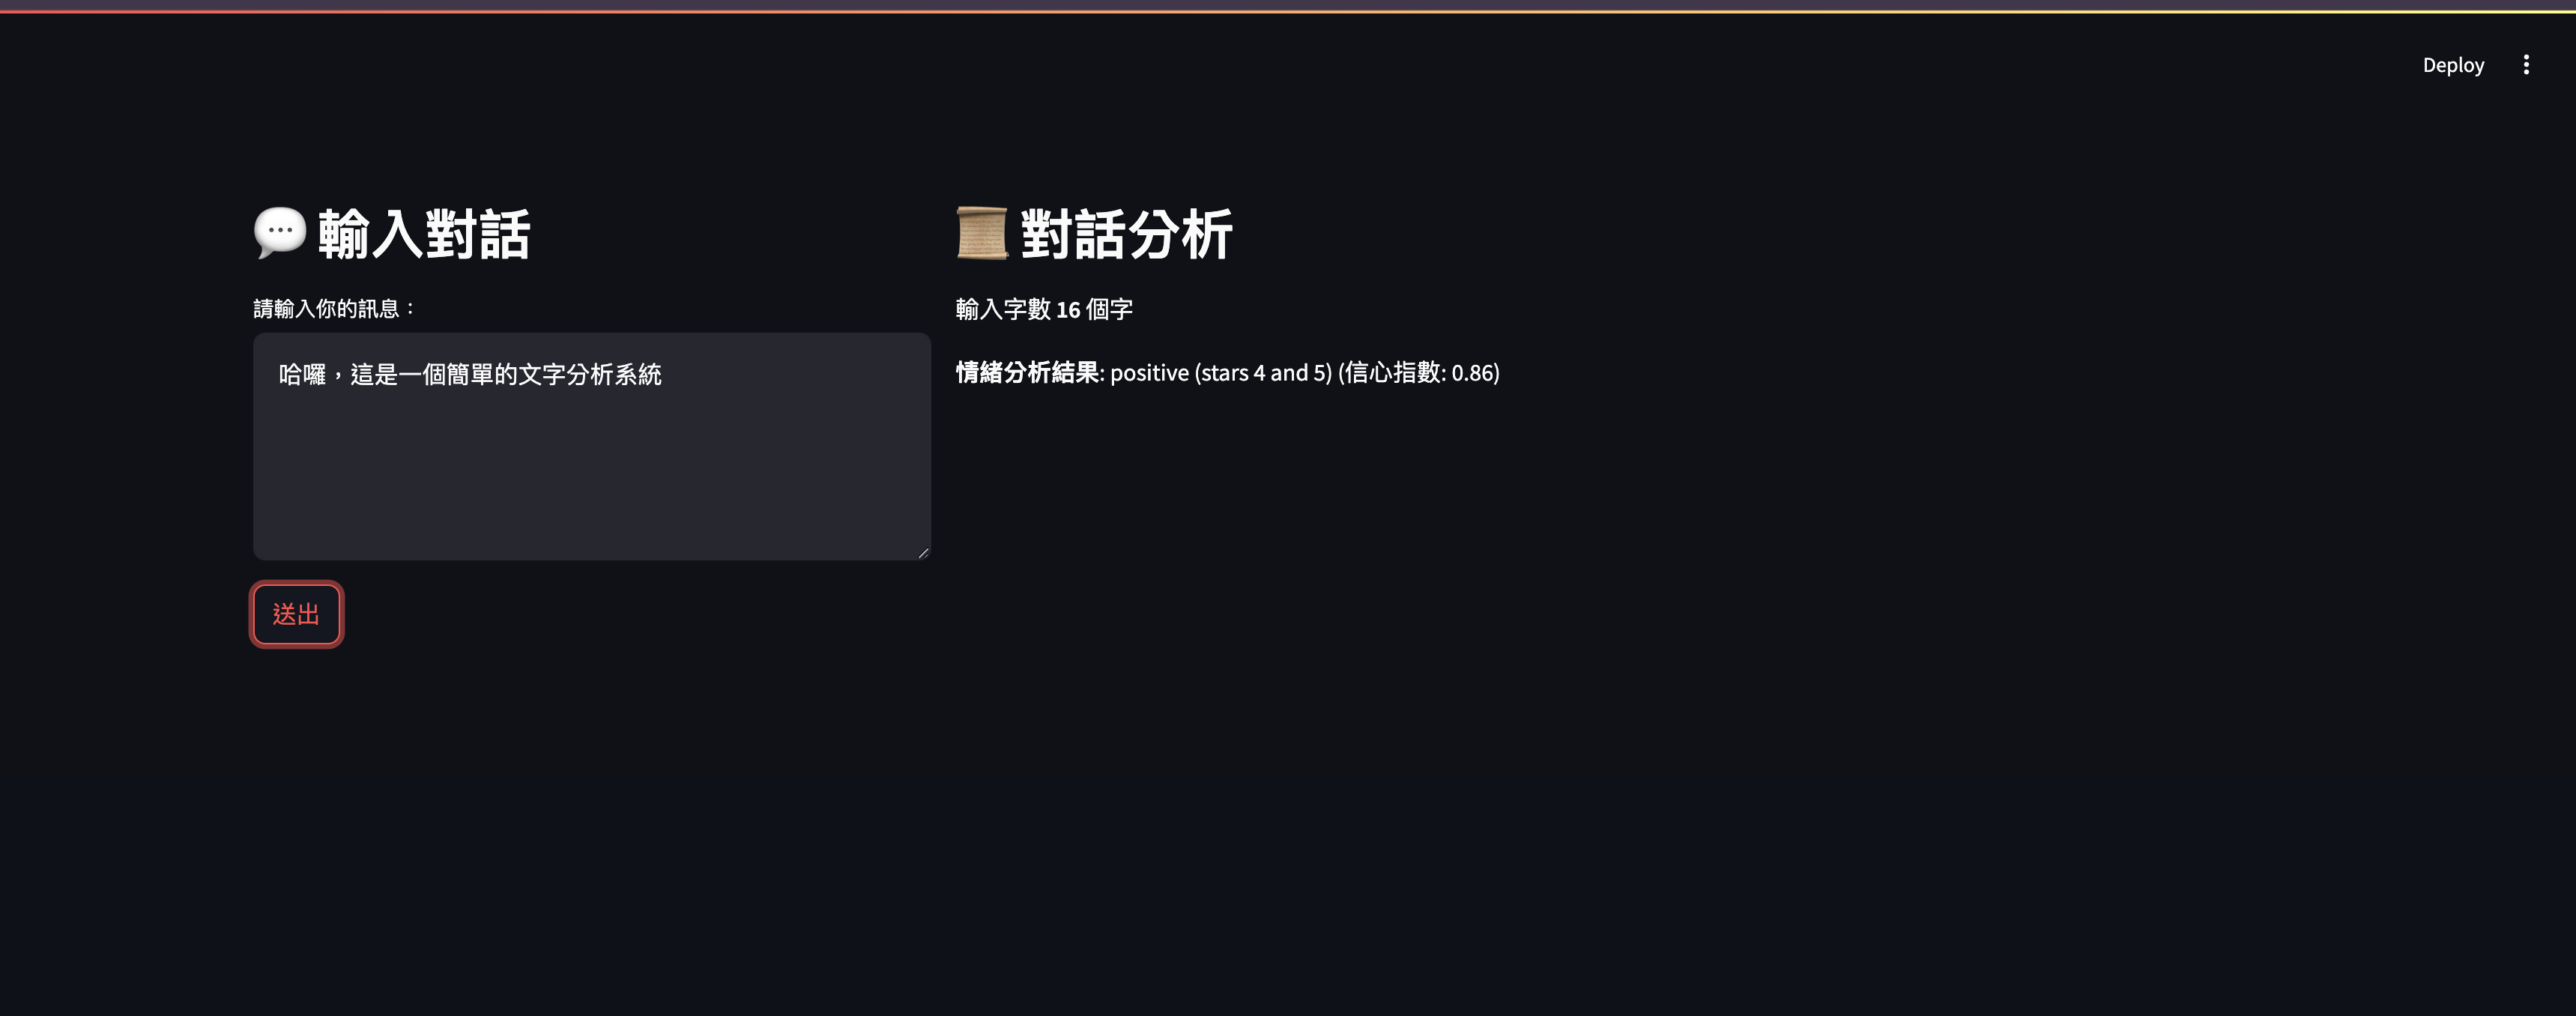 Deploy
💬 輸入對話
請輸入你的訊息：
哈囉，這是一個簡單的文字分析系統
送出
📜 對話分析
輸入字數 16 個字
情緒分析結果: positive (stars 4 and 5) (信心指數: 0.86)